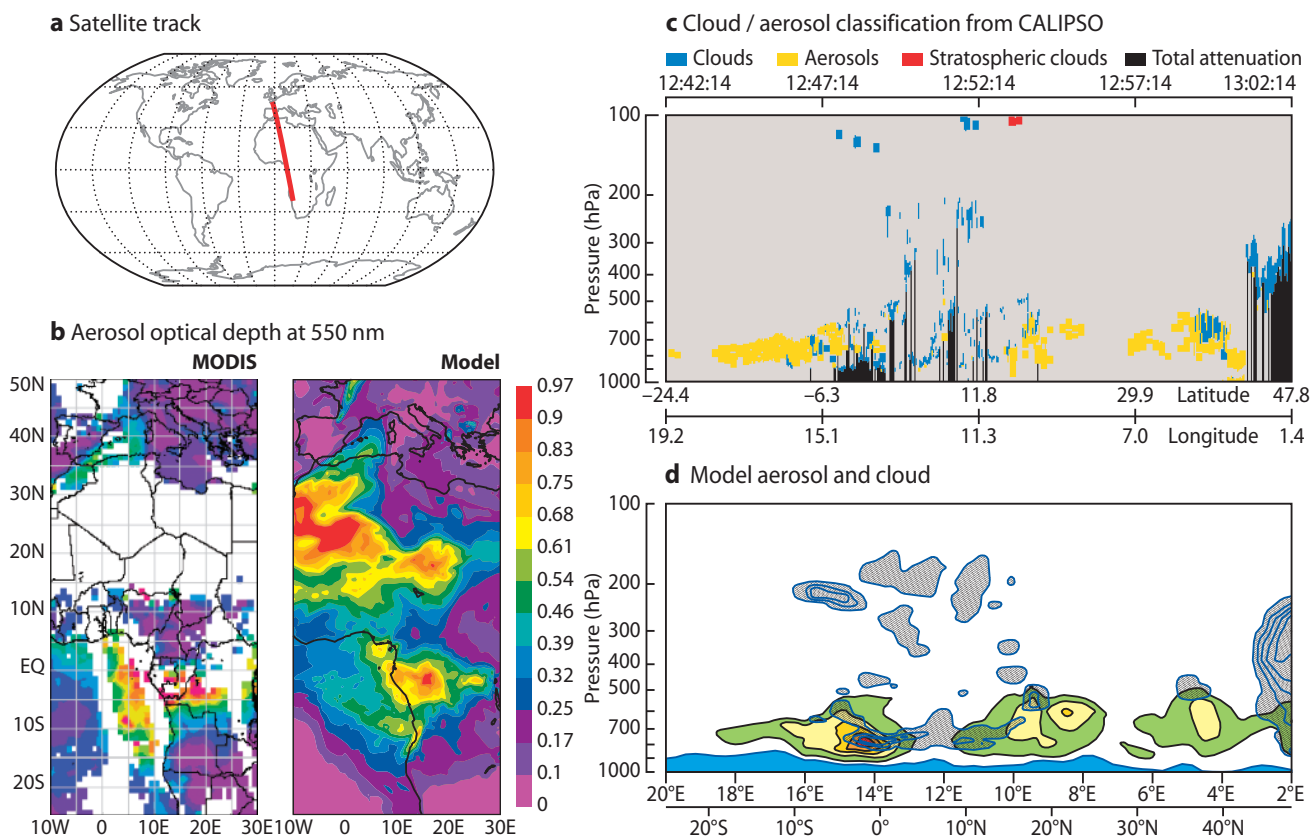 a Satellite track
c Cloud / aerosol classification from CALIPSO
Clouds Aerosols Stratospheric clouds Total attenuation
12:42:14 12:47:14 12:52:14 12:57:14 13:02:14
100
200
300
400
500
700
1000
Pressure (hPa)
−24.4 −6.3 11.8 29.9 Latitude 47.8
19.2 15.1 11.3 7.0 Longitude 1.4
b Aerosol optical depth at 550 nm
MODIS Model
50N
40N
30N
20N
10N
EQ
10S
20S
10W 0 10E 20E 30E
10W 0 10E 20E 30E
0.97
0.9
0.83
0.75
0.68
0.61
0.54
0.46
0.39
0.32
0.25
0.17
0.1
0
d Model aerosol and cloud
100
200
300
400
500
700
1000
Pressure (hPa)
20°E 18°E 16°E 14°E 12°E 10°E 8°E 6°E 4°E 2°E
20°S 10°S 0° 10°N 20°N 30°N 40°N